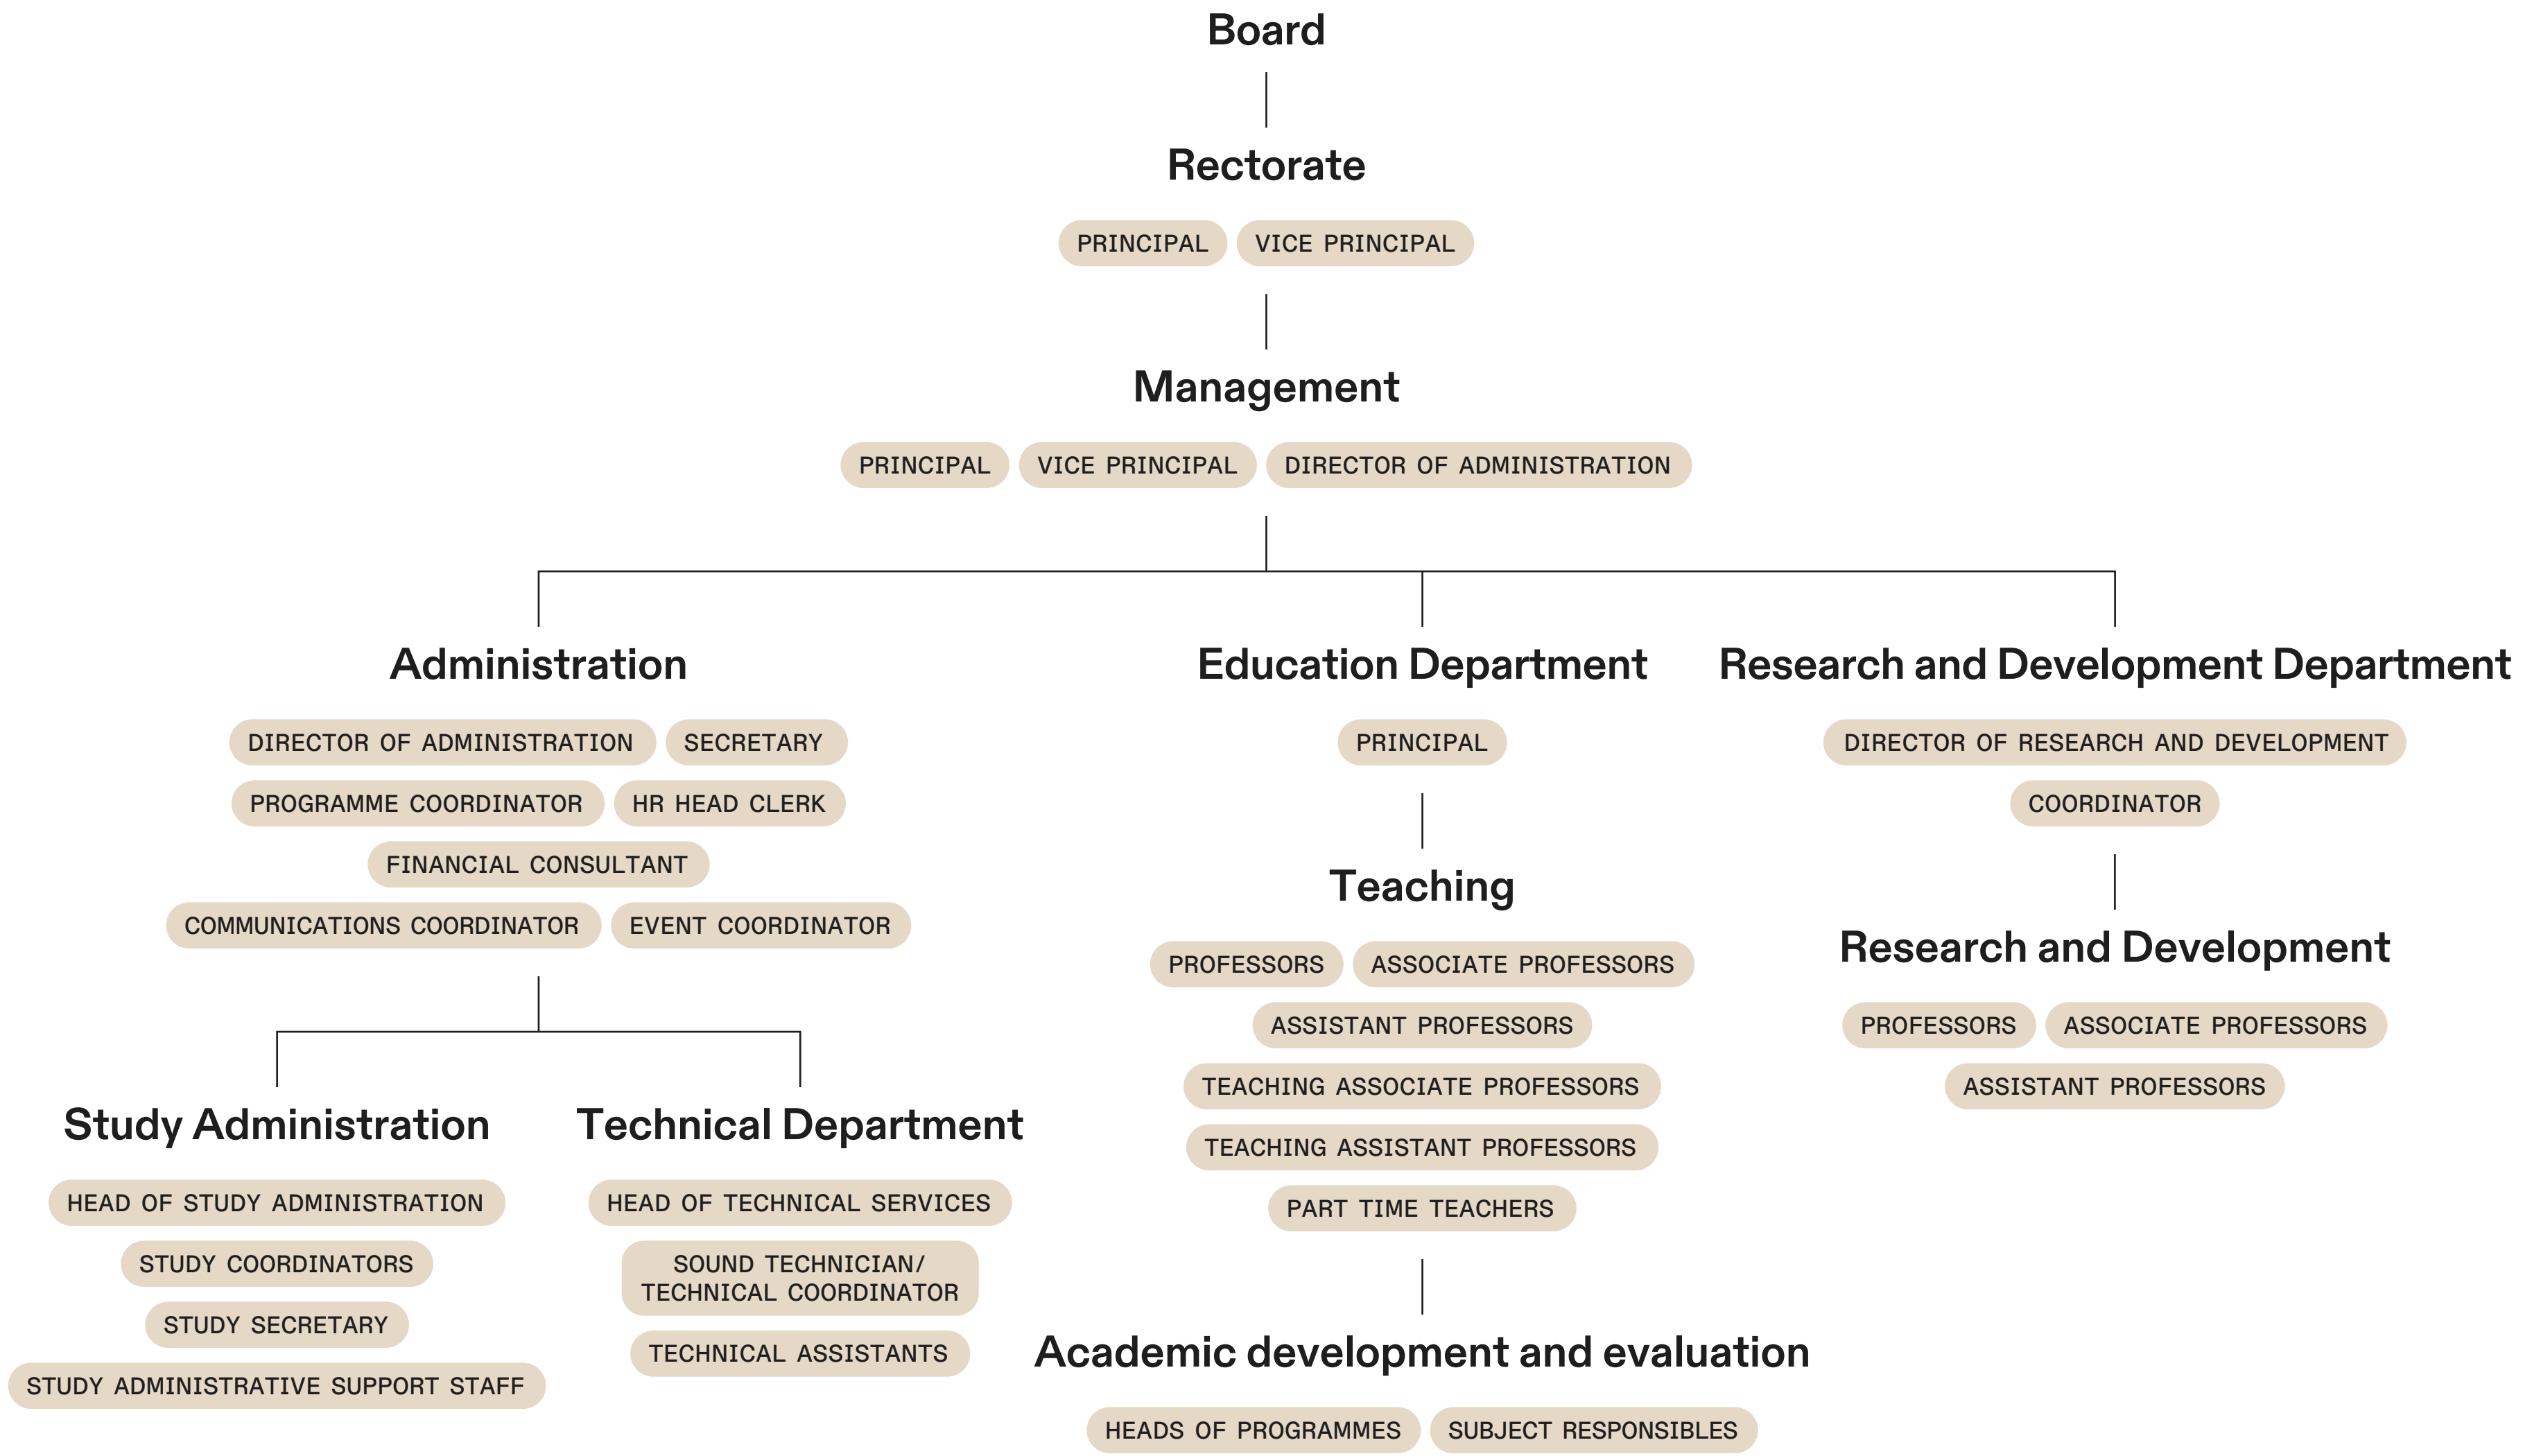 Board
Rectorate
PRINCIPAL VICE PRINCIPAL
Management
PRINCIPAL VICE PRINCIPAL DIRECTOR OF ADMINISTRATION
Administration
DIRECTOR OF ADMINISTRATION SECRETARY
PROGRAMME COORDINATOR HR HEAD CLERK
FINANCIAL CONSULTANT
COMMUNICATIONS COORDINATOR EVENT COORDINATOR
Study Administration
HEAD OF STUDY ADMINISTRATION
STUDY COORDINATORS
STUDY SECRETARY
STUDY ADMINISTRATIVE SUPPORT STAFF
Technical Department
HEAD OF TECHNICAL SERVICES
SOUND TECHNICIAN/
TECHNICAL COORDINATOR
TECHNICAL ASSISTANTS
Education Department
PRINCIPAL
Teaching
PROFESSORS ASSOCIATE PROFESSORS
ASSISTANT PROFESSORS
TEACHING ASSOCIATE PROFESSORS
TEACHING ASSISTANT PROFESSORS
PART TIME TEACHERS
Academic development and evaluation
HEADS OF PROGRAMMES SUBJECT RESPONSIBLES
Research and Development Department
DIRECTOR OF RESEARCH AND DEVELOPMENT
COORDINATOR
Research and Development
PROFESSORS ASSOCIATE PROFESSORS
ASSISTANT PROFESSORS